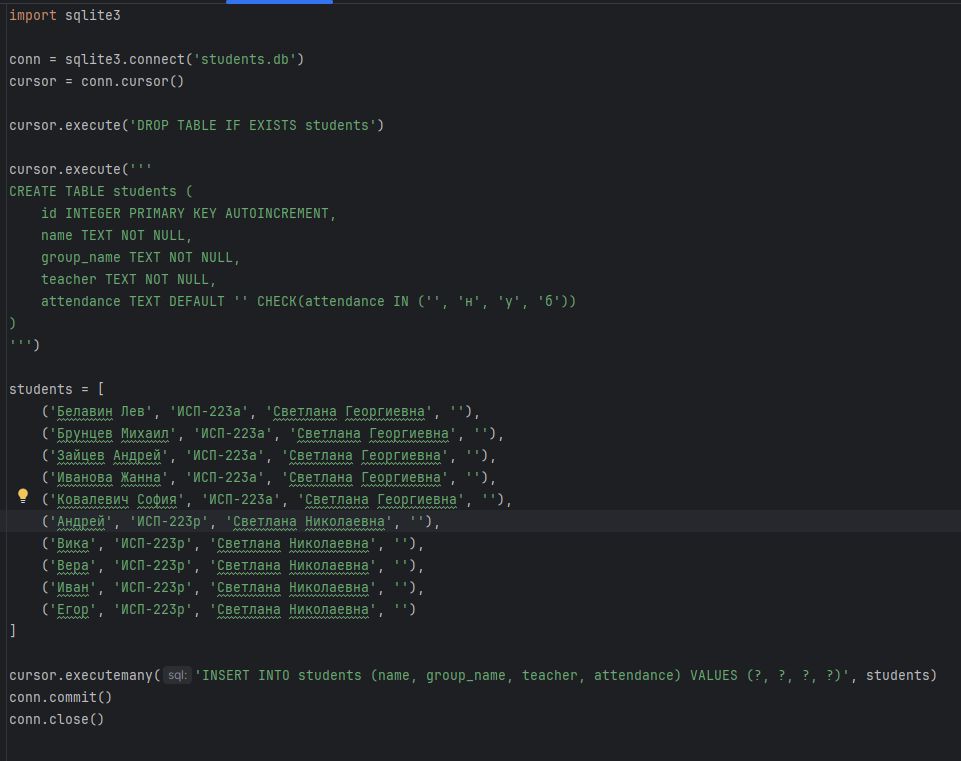 import sqlite3
conn = sqlite3.connect('students.db')
cursor = conn.cursor()
cursor.execute('DROP TABLE IF EXISTS students')
cursor.execute('''
CREATE TABLE students (
    id INTEGER PRIMARY KEY AUTOINCREMENT,
    name TEXT NOT NULL,
    group_name TEXT NOT NULL,
    teacher TEXT NOT NULL,
    attendance TEXT DEFAULT '' CHECK(attendance IN ('', 'н', 'у', 'б'))
)
''')
students = [
    ('Белавин Лев', 'ИСП-223а', 'Светлана Георгиевна', ''),
    ('Брунцев Михаил', 'ИСП-223а', 'Светлана Георгиевна', ''),
    ('Зайцев Андрей', 'ИСП-223а', 'Светлана Георгиевна', ''),
    ('Иванова Жанна', 'ИСП-223а', 'Светлана Георгиевна', ''),
    ('Ковалевич София', 'ИСП-223а', 'Светлана Георгиевна', ''),
    ('Андрей', 'ИСП-223р', 'Светлана Николаевна', ''),
    ('Вика', 'ИСП-223р', 'Светлана Николаевна', ''),
    ('Вера', 'ИСП-223р', 'Светлана Николаевна', ''),
    ('Иван', 'ИСП-223р', 'Светлана Николаевна', ''),
    ('Егор', 'ИСП-223р', 'Светлана Николаевна', '')
]
cursor.executemany( sql: 'INSERT INTO students (name, group_name, teacher, attendance) VALUES (?, ?, ?, ?)', students)
conn.commit()
conn.close()